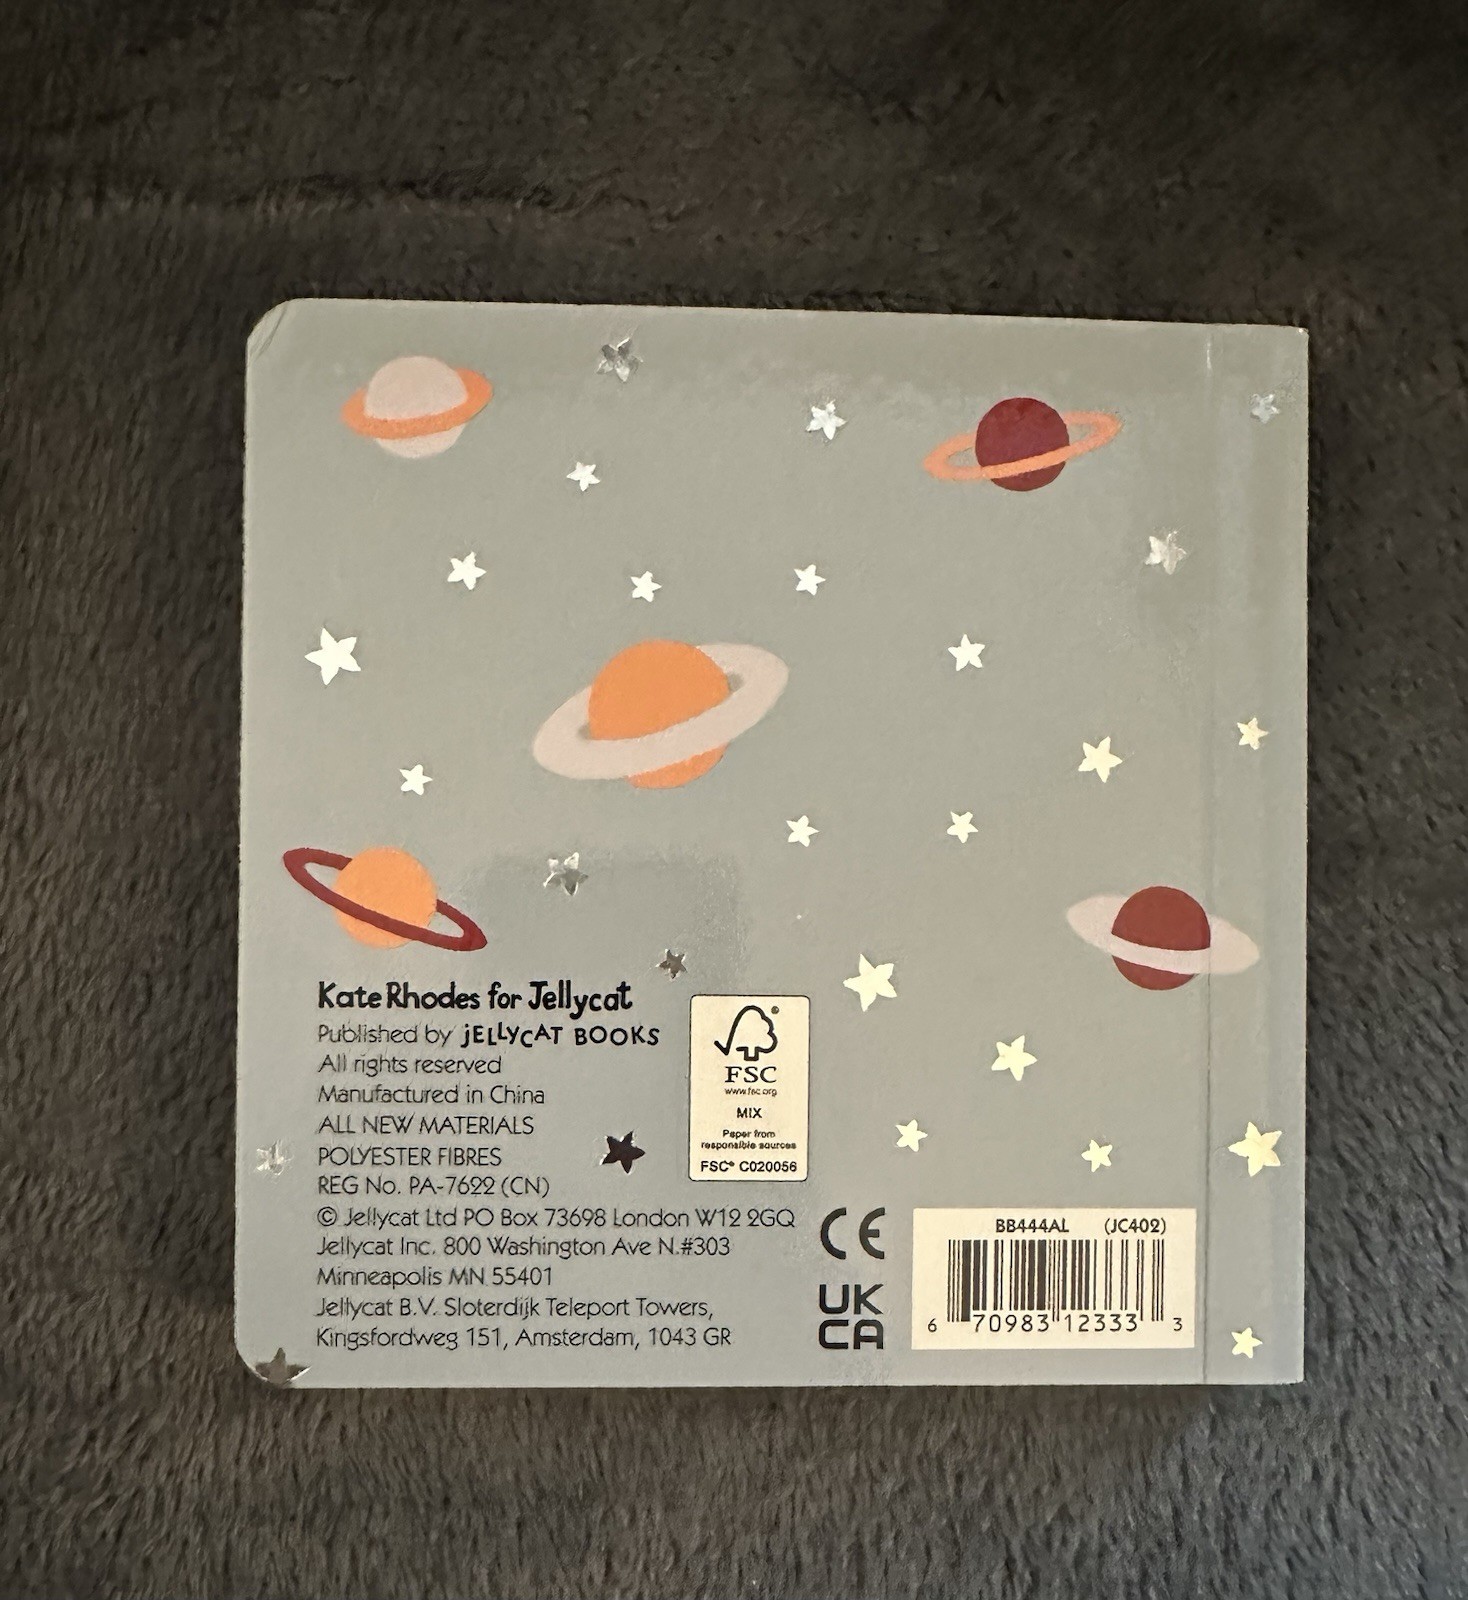 Kate Rhodes for Jellycat
Published by jELLYCAT BOOKS
All rights reserved
Manufactured in China
ALL NEW MATERIALS
POLYESTER FIBRES
REG No. PA-7622 (CN)
© Jellycat Ltd PO Box 73698 London W12 2GQ
Jellycat Inc. 800 Washington Ave N.#303
Minneapolis MN 55401
Jellycat B.V. Sloterdijk Teleport Towers,
Kingsfordweg 151, Amsterdam, 1043 GR
®
FSC
www.fsc.org
MIX
Paper from
responsible sources
FSC® C020056
CE
UK
CA
BB444AL (JC402)
6 70983 12333 3